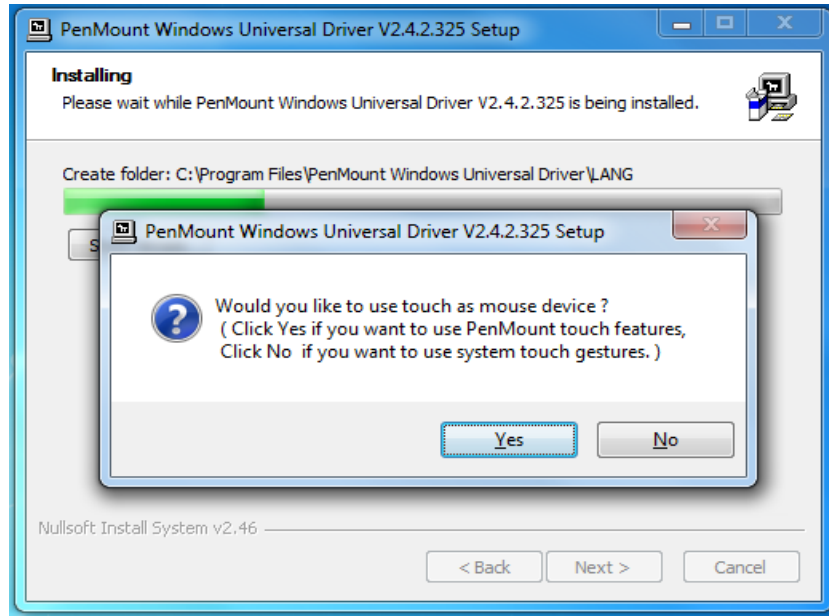 PenMount Windows Universal Driver V2.4.2.325 Setup
Installing
Please wait while PenMount Windows Universal Driver V2.4.2.325 is being installed.
Create folder: C:\Program Files\PenMount Windows Universal Driver\LANG
PenMount Windows Universal Driver V2.4.2.325 Setup
Would you like to use touch as mouse device ?
( Click Yes if you want to use PenMount touch features,
Click No  if you want to use system touch gestures. )
Yes
No
Nullsoft Install System v2.46
< Back
Next >
Cancel